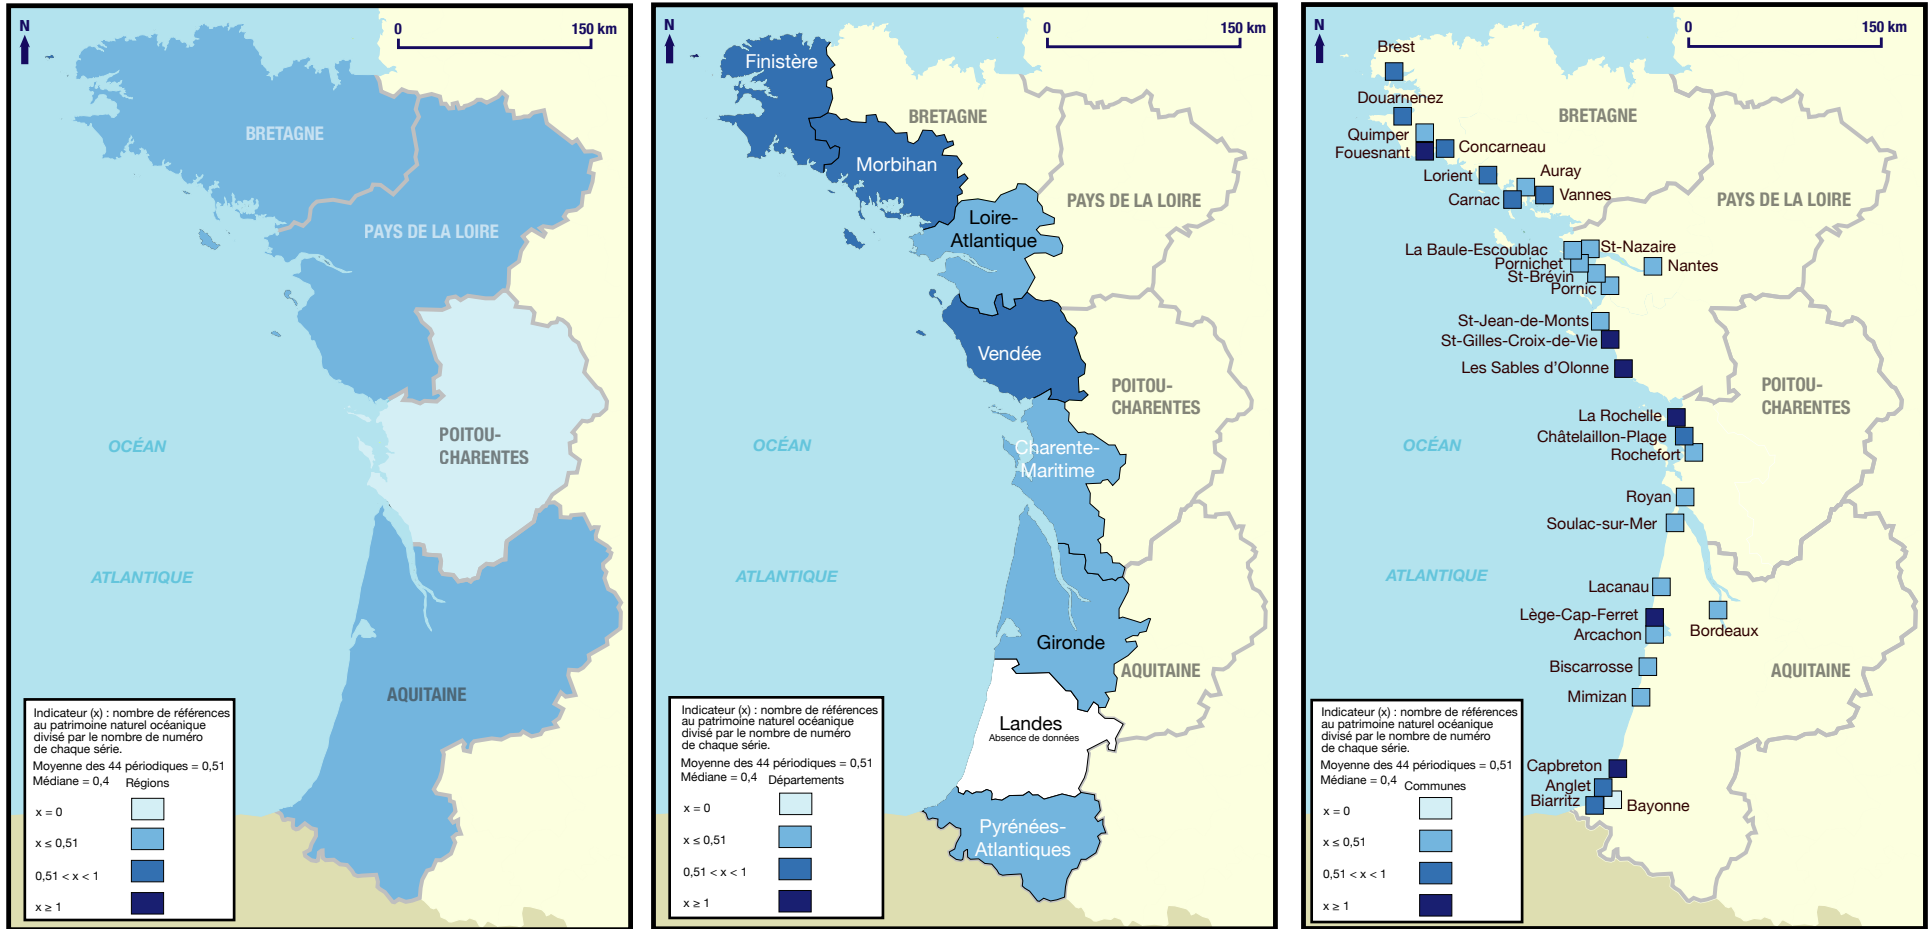 N
0 150 km
BRETAGNE
PAYS DE LA LOIRE
POITOU-
CHARENTES
OCÉAN
ATLANTIQUE
AQUITAINE
Indicateur (x) : nombre de références
au patrimoine naturel océanique
divisé par le nombre de numéro
de chaque série.
Moyenne des 44 périodiques = 0,51
Médiane = 0,4 Régions
x = 0
x ≤ 0,51
0,51 < x < 1
x ≥ 1
N
0 150 km
Finistère
BRETAGNE
Morbihan
PAYS DE LA LOIRE
Loire-
Atlantique
Vendée
POITOU-
CHARENTES
OCÉAN
Charente-
Maritime
ATLANTIQUE
Gironde
AQUITAINE
Landes
Absence de données
Pyrénées-
Atlantiques
Indicateur (x) : nombre de références
au patrimoine naturel océanique
divisé par le nombre de numéro
de chaque série.
Moyenne des 44 périodiques = 0,51
Médiane = 0,4 Départements
x = 0
x ≤ 0,51
0,51 < x < 1
x ≥ 1
N
0 150 km
Brest
Douarnenez
BRETAGNE
Quimper
Fouesnant
Concarneau
Lorient
Auray
Carnac
Vannes
PAYS DE LA LOIRE
La Baule-Escoublac
St-Nazaire
Pornichet
Nantes
St-Brévin
Pornic
St-Jean-de-Monts
St-Gilles-Croix-de-Vie
Les Sables d'Olonne
POITOU-
CHARENTES
La Rochelle
Châtelaillon-Plage
OCÉAN
Rochefort
Royan
Soulac-sur-Mer
ATLANTIQUE
Lacanau
Lège-Cap-Ferret
Arcachon
Bordeaux
Biscarrosse
AQUITAINE
Mimizan
Capbreton
Anglet
Biarritz
Bayonne
Indicateur (x) : nombre de références
au patrimoine naturel océanique
divisé par le nombre de numéro
de chaque série.
Moyenne des 44 périodiques = 0,51
Médiane = 0,4 Communes
x = 0
x ≤ 0,51
0,51 < x < 1
x ≥ 1